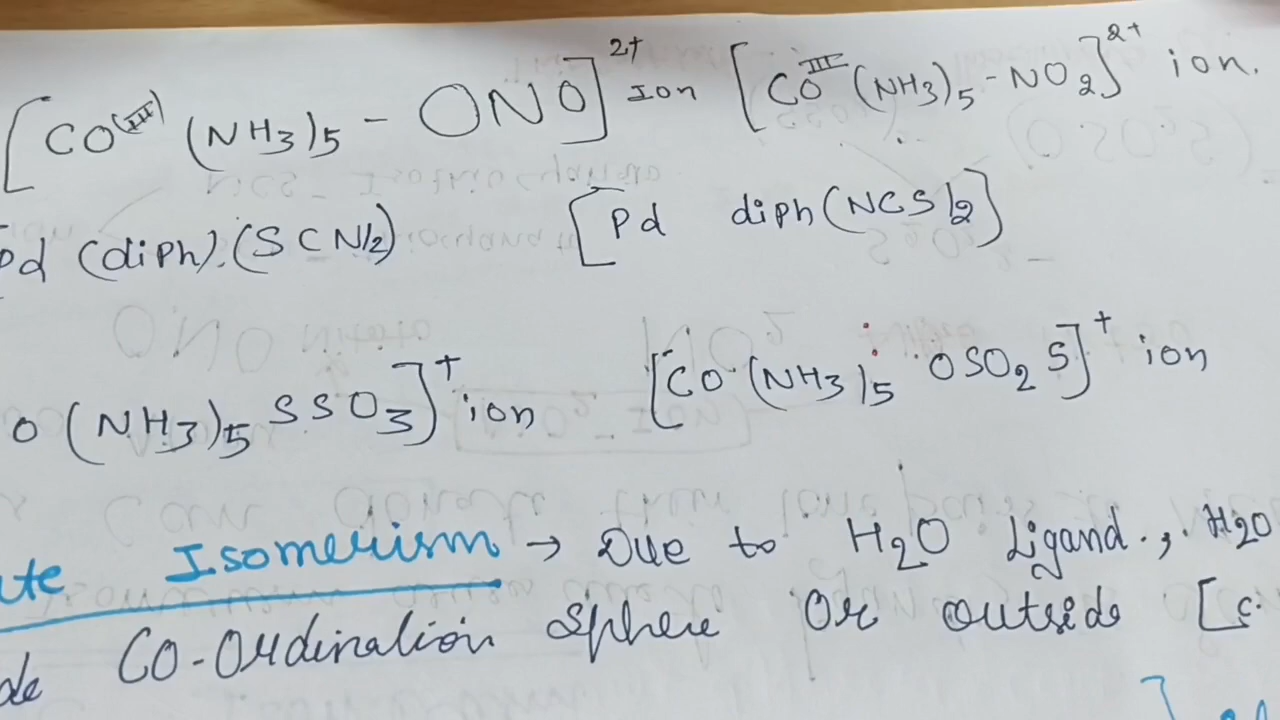 [CO(III) (NH3)5 - ONO]2+ Ion [CO III (NH3)5 - NO2]2+ ion.
Pd (diph).(SCN)2) [Pd diph(NCS)2]
O (NH3)5 SSO3]+ ion [CO (NH3)5 OSO2 S]+ ion
ute Isomerism → Due to H2O Ligand., H2O
de CO-Ordination sphere Or outside [c.